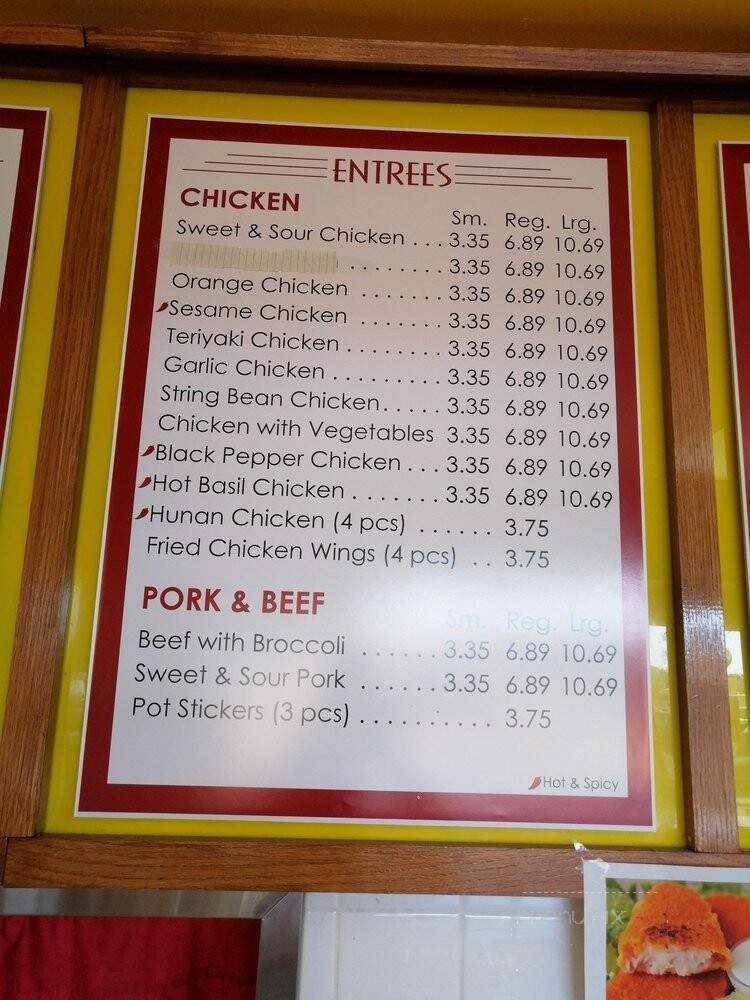 ENTREES
CHICKEN
Sm. Reg. Lrg.
Sweet & Sour Chicken . . . 3.35 6.89 10.69
. . . . . . . . 3.35 6.89 10.69
Orange Chicken . . . . . . . 3.35 6.89 10.69
Sesame Chicken . . . . . . . 3.35 6.89 10.69
Teriyaki Chicken . . . . . . . . 3.35 6.89 10.69
Garlic Chicken . . . . . . . . . 3.35 6.89 10.69
String Bean Chicken. . . . . 3.35 6.89 10.69
Chicken with Vegetables 3.35 6.89 10.69
Black Pepper Chicken . . . 3.35 6.89 10.69
Hot Basil Chicken . . . . . . . 3.35 6.89 10.69
Hunan Chicken (4 pcs) . . . . . . 3.75
Fried Chicken Wings (4 pcs) . . 3.75
PORK & BEEF
Sm. Reg. Lrg.
Beef with Broccoli . . . . . . 3.35 6.89 10.69
Sweet & Sour Pork . . . . . . 3.35 6.89 10.69
Pot Stickers (3 pcs) . . . . . . . . . . 3.75
Hot & Spicy